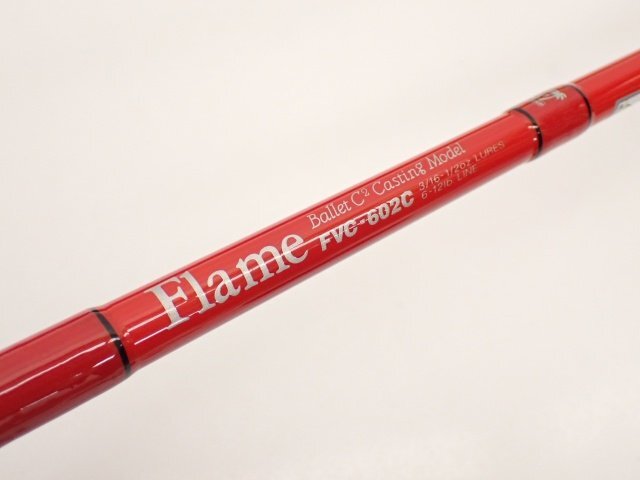 Flame
Ballet C² Casting Model
FVC-602C
3/16-1/2oz LURES
6-12lb LINE